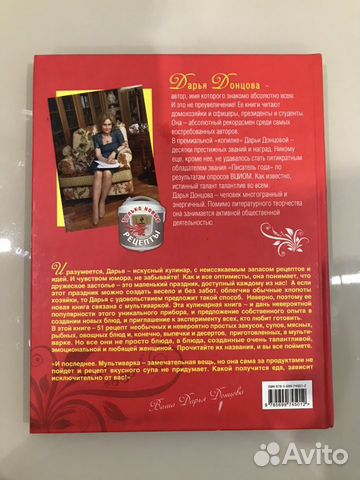 Дарья Донцова –
автор, имя которого знакомо абсолютно всем.
И это не преувеличение! Ее книги читают
домохозяйки и офицеры, президенты и студенты.
Она – абсолютный рекордсмен среди самых
востребованных авторов.
В премиальной «копилке» Дарьи Донцовой –
десятки престижных званий и наград. Никому
еще, кроме нее, не удавалось стать пятикратным
обладателем звания «Писатель года» по
результатам опросов ВЦИОМ. Как известно,
истинный талант талантлив во всем.
Дарья Донцова – человек многогранный и
энергичный. Помимо литературного творчества
она занимается активной общественной
деятельностью.
только новые
РЕЦЕПТЫ
И разумеется, Дарья – искусный кулинар, с неиссякаемым запасом рецептов и
идей. И чувством юмора, не забывайте! Как и все оптимисты, она понимает, что
дружеское застолье – это маленький праздник, доступный каждому из нас! А если
этот праздник можно создать весело и без забот, облегчив обычные хлопоты
хозяйки, то Дарья с удовольствием предложит такой способ. Наверно, поэтому ее
новая книга связана с мультиваркой. Эта кулинарная книга – и дань невероятной
популярности этого уникального прибора, и предложение собственного опыта в
создании новых блюд, и приглашение к эксперименту всех, кто любит готовить.
В этой книге – 51 рецепт необычных и невероятно простых закусок, супов, мясных,
рыбных, овощных блюд и, конечно, выпечки и десертов, приготовленных в мульти-
варке. Но все они не просто блюда, а блюда, созданные очень талантливой,
эмоциональной и любящей женщиной. Прочитайте их названия, и вы все поймете.
«И последнее. Мультиварка – замечательная вещь, но она сама за продуктами не
пойдет и рецепт вкусного супа не придумает. Какой получится еда, зависит
исключительно от вас!»
Ваша Дарья Донцова
ISBN 978-5-699-74501-2
9 785699 745012 >
Avito